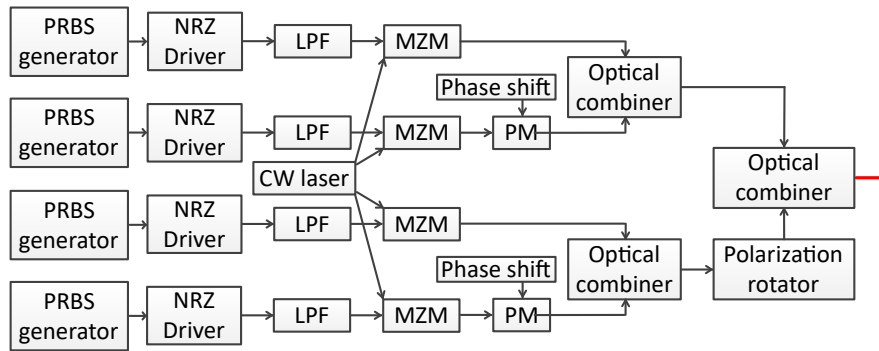 PRBS
generator
NRZ
Driver
LPF
MZM
Optical
combiner
Phase shift
PRBS
generator
NRZ
Driver
LPF
MZM
PM
CW laser
Optical
combiner
PRBS
generator
NRZ
Driver
LPF
MZM
Optical
combiner
Polarization
rotator
Phase shift
PRBS
generator
NRZ
Driver
LPF
MZM
PM